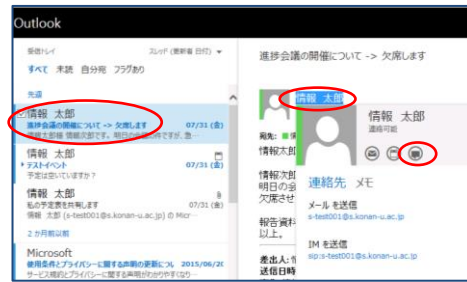 Outlook
受信トレイ
スレッド (更新者 日付)
すべて 未読 自分宛 フラグあり
先週
情報 太郎
進捗会議の開催について -> 欠席します 07/31 (金)
情報太郎様 情報次郎です。明日の会議の件ですが、急…
情報 太郎
テストイベント 07/31 (金)
予定は空いていますか?
情報 太郎
私の予定表を共有します 07/31 (金)
情報 太郎 (s-test001@s.konan-u.ac.jp) の Micr…
2 か月前以前
Microsoft
使用条件とプライバシーに関する声明の更新につし 2015/06/20
サービス規約とプライバシーに関する声明がわかりやすくなり…
進捗会議の開催について -> 欠席します
情報 太郎
情報 太郎
連絡可能
宛先:
情報太郎
連絡先 メモ
メール を送信
s-test001@s.konan-u.ac.jp
IM を送信
sip:s-test001@s.konan-u.ac.jp
情報次郎
明日の会
欠席させ
報告資料
以上。
差出人:
送信日時